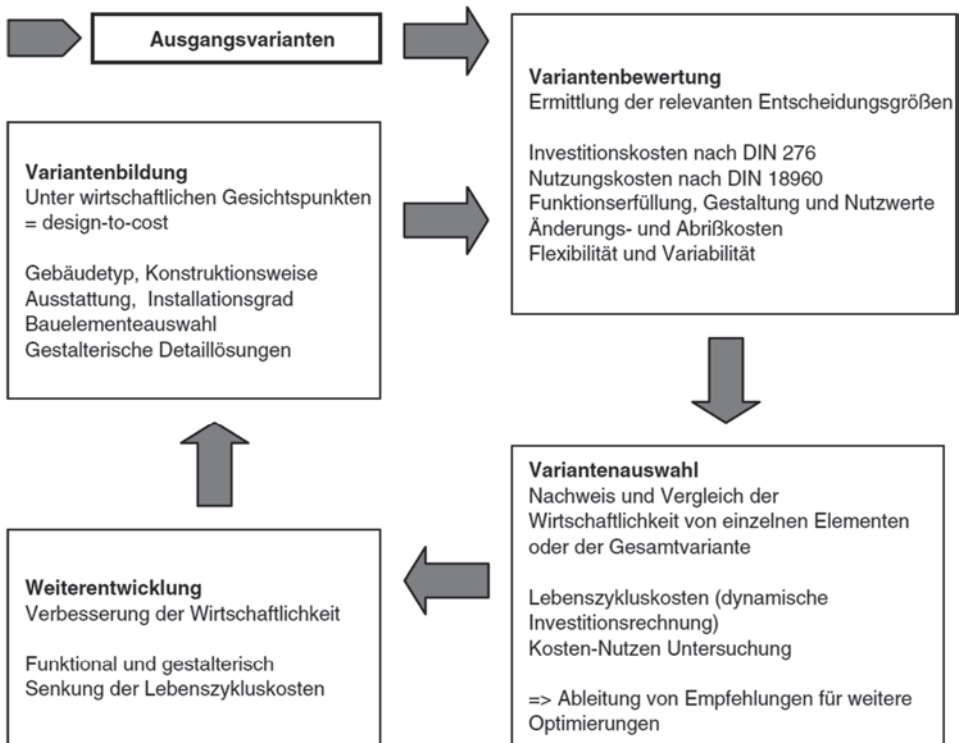 Ausgangsvarianten
Variantenbewertung
Ermittlung der relevanten Entscheidungsgrößen
Investitionskosten nach DIN 276
Nutzungskosten nach DIN 18960
Funktionserfüllung, Gestaltung und Nutzwerte
Änderungs- und Abrißkosten
Flexibilität und Variabilität
Variantenbildung
Unter wirtschaftlichen Gesichtspunkten
= design-to-cost
Gebäudetyp, Konstruktionsweise
Ausstattung, Installationsgrad
Bauelementeauswahl
Gestalterische Detaillösungen
Variantenauswahl
Nachweis und Vergleich der
Wirtschaftlichkeit von einzelnen Elementen
oder der Gesamtvariante
Lebenszykluskosten (dynamische
Investitionsrechnung)
Kosten-Nutzen Untersuchung
=> Ableitung von Empfehlungen für weitere
Optimierungen
Weiterentwicklung
Verbesserung der Wirtschaftlichkeit
Funktional und gestalterisch
Senkung der Lebenszykluskosten